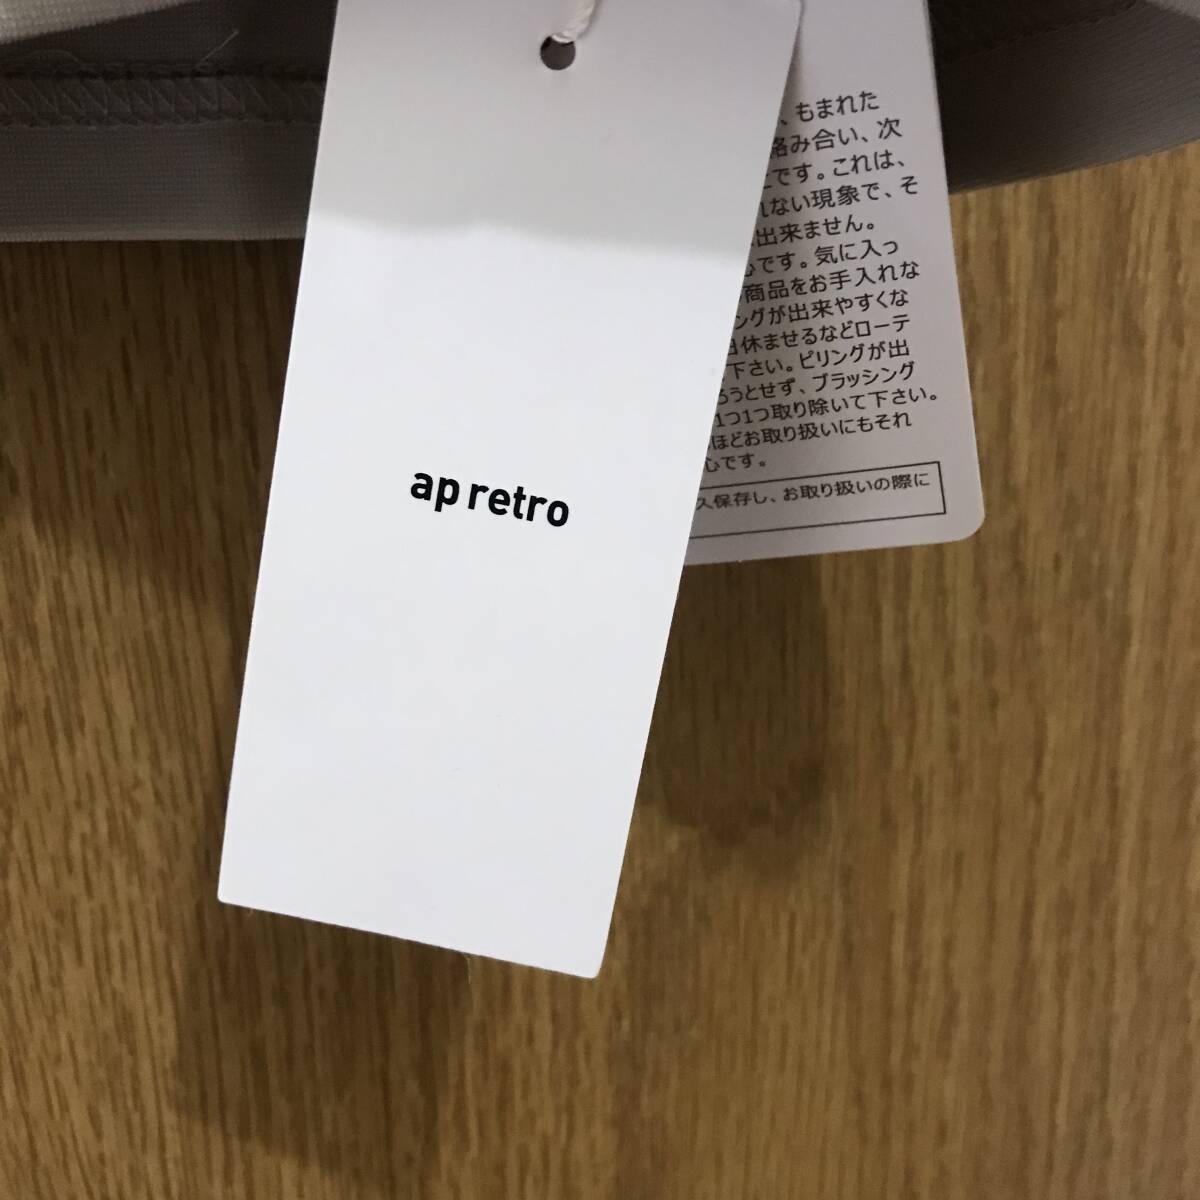 ap retro
、もまれた
絡み合い、次
です。これは、
れない現象で、そ
出来ません。
です。気に入っ
商品をお手入れな
ングが出来やすくな
休ませるなどローテ
下さい。ピリングが出
うとせず、ブラッシング
1つ1つ取り除いて下さい。
ほどお取り扱いにもそれ
心です。
久保存し、お取り扱いの際に